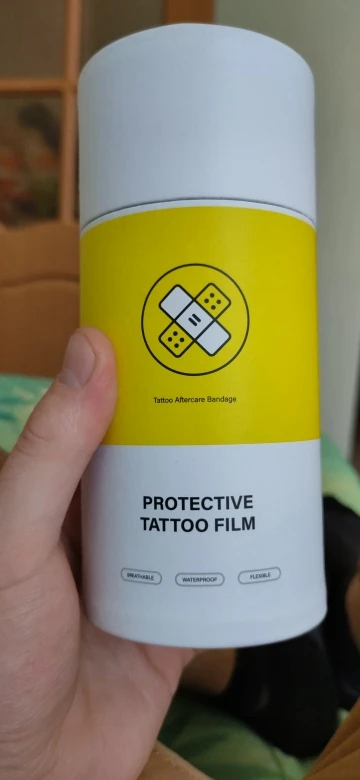 Tattoo Aftercare Bandage
PROTECTIVE
TATTOO FILM
BREATHABLE WATERPROOF FLEXIBLE